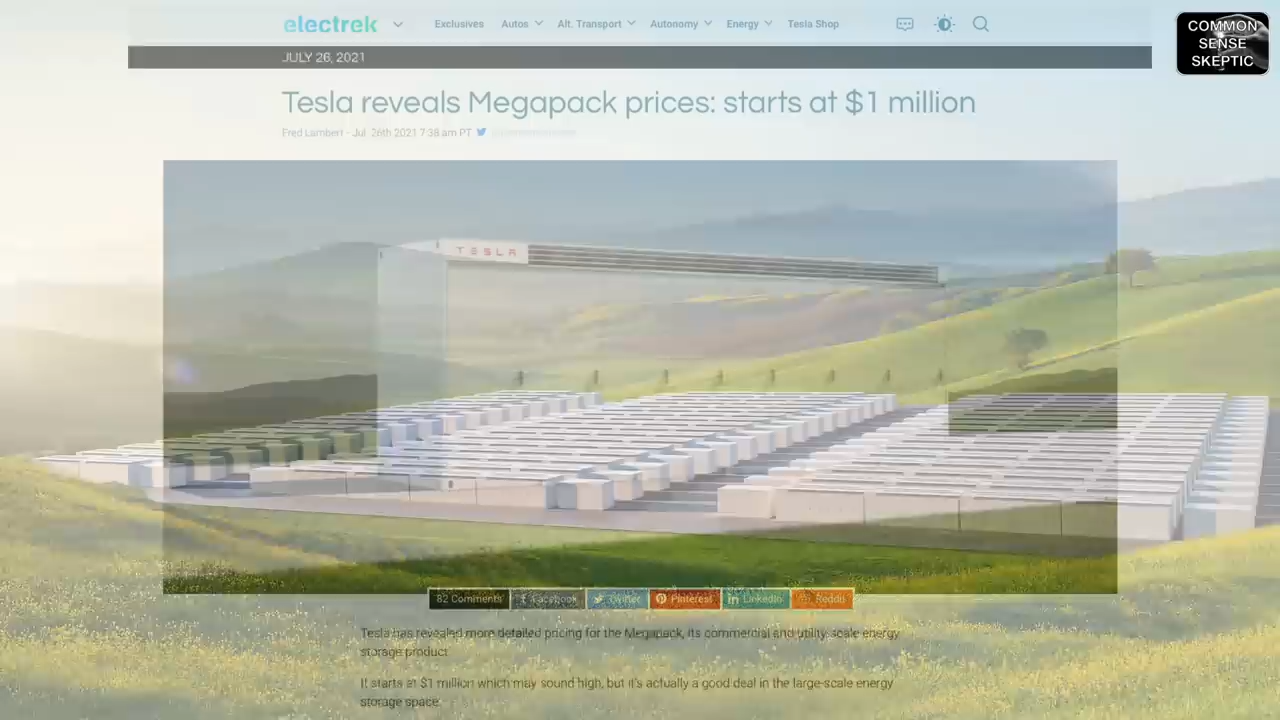 electrek
Exclusives Autos Alt. Transport Autonomy Energy Tesla Shop
COMMON
SENSE
SKEPTIC
JULY 26, 2021
Tesla reveals Megapack prices: starts at $1 million
Fred Lambert - Jul. 26th 2021 7:38 am PT
TESLA
82 Comments Facebook Twitter Pinterest LinkedIn Reddit
Tesla has revealed more detailed pricing for the Megapack, its commercial and utility-scale energy
storage product.
It starts at $1 million which may sound high, but it's actually a good deal in the large-scale energy
storage space.